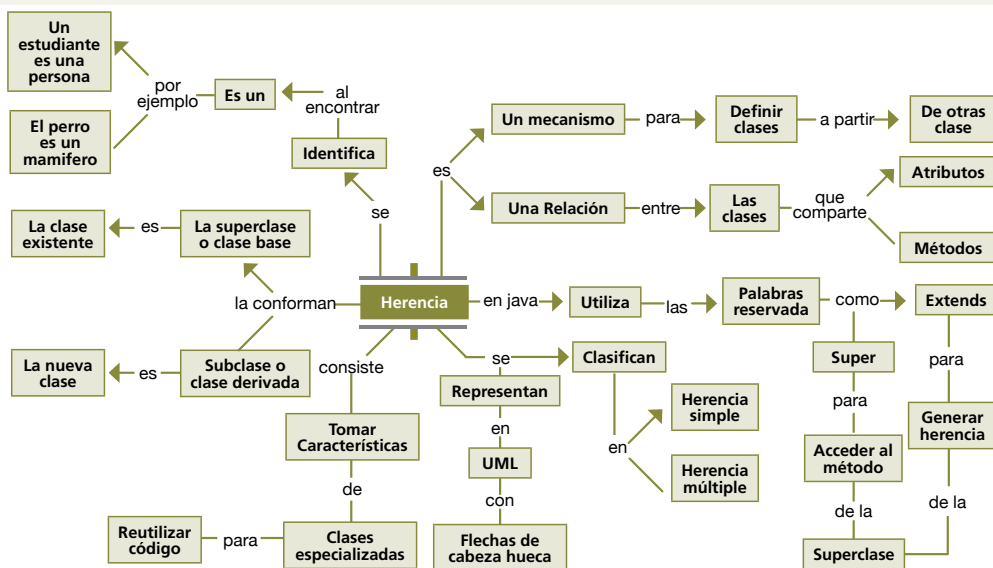 Un
estudiante
es una
persona
El perro
es un
mamifero
por
ejemplo
Es un
al
encontrar
Identifica
se
Un mecanismo
para
Definir
clases
a partir
De otras
clase
es
Una Relación
entre
Las
clases
que
comparte
Atributos
Métodos
La clase
existente
es
La superclase
o clase base
la conforman
Herencia
en java
Utiliza
las
Palabras
reservada
como
Extends
La nueva
clase
es
Subclase o
clase derivada
consiste
Tomar
Características
de
Clases
especializadas
para
Reutilizar
código
se
Representan
en
UML
con
Flechas de
cabeza hueca
Clasifican
en
Herencia
simple
Herencia
múltiple
Super
para
Acceder al
método
de la
Superclase
para
Generar
herencia
de la